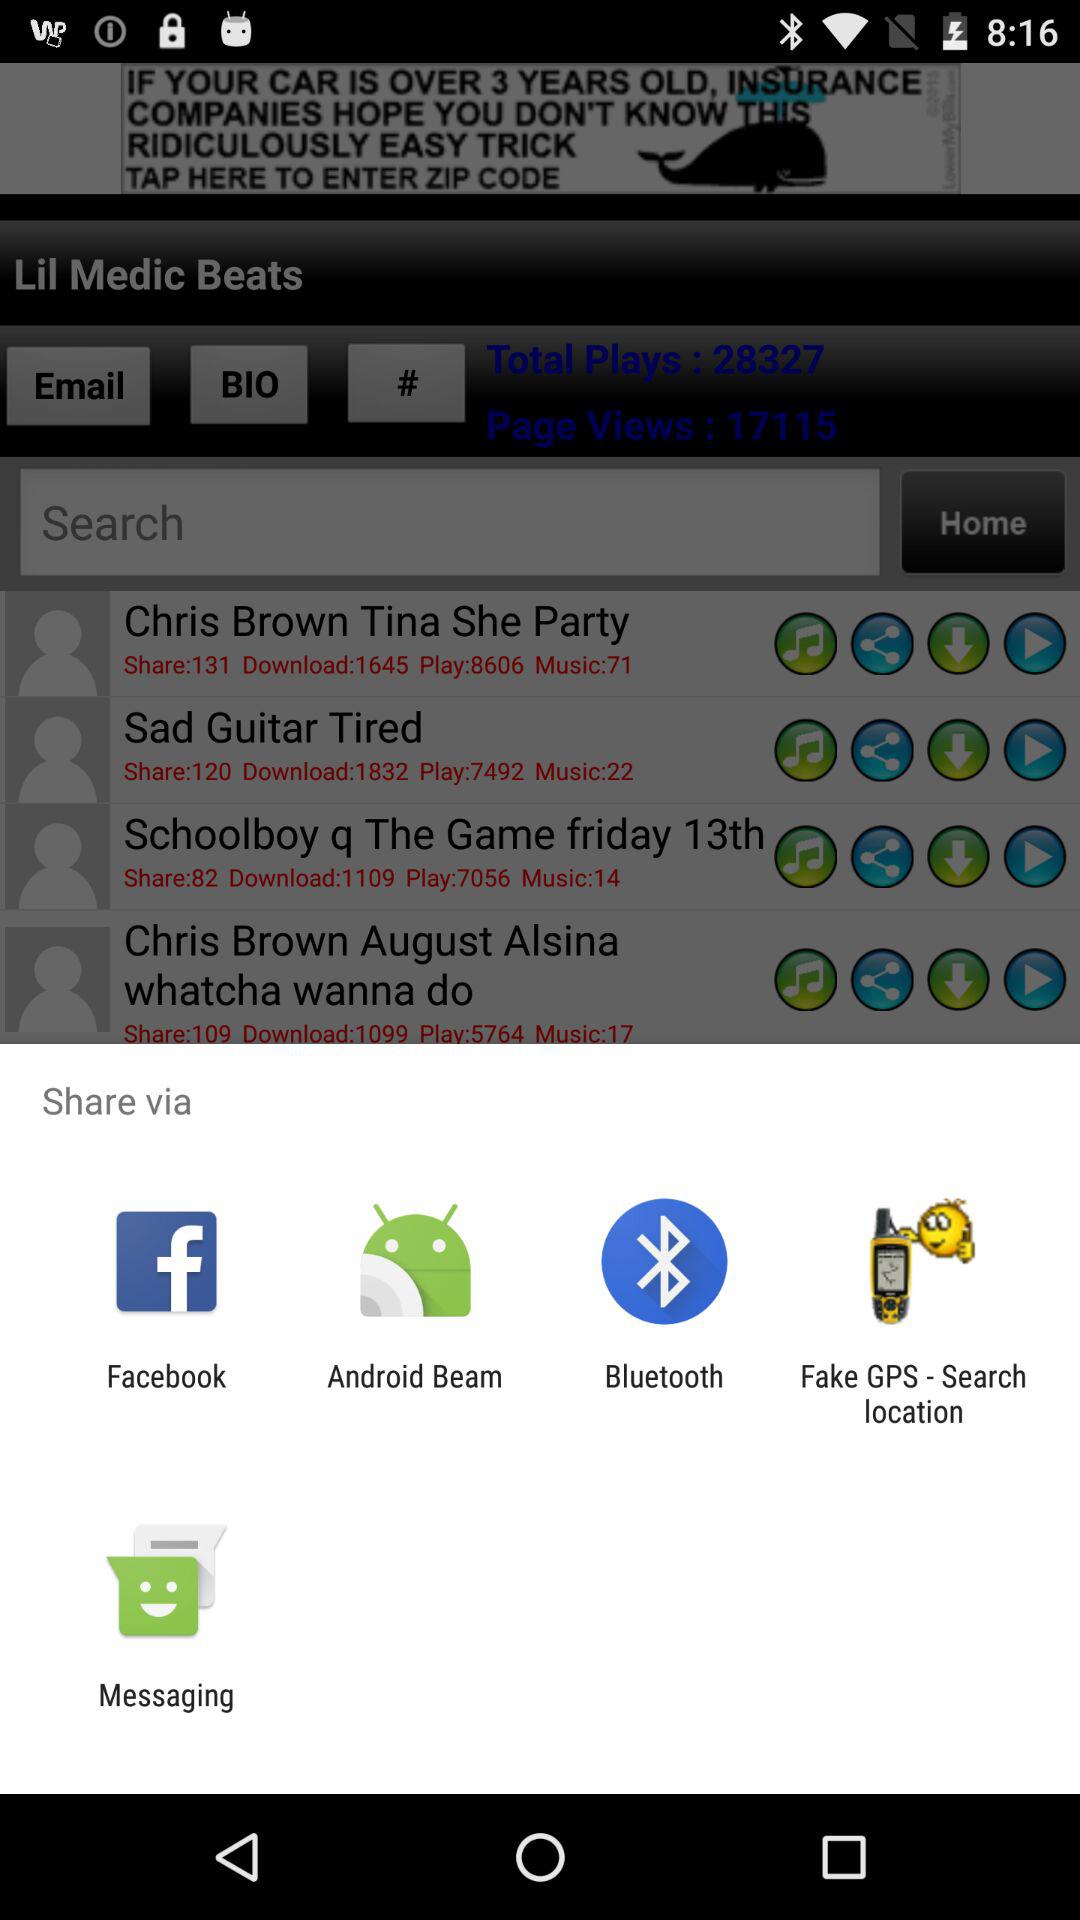 8:16
IF YOUR CAR IS OVER 3 YEARS OLD, INSURANCE
COMPANIES HOPE YOU DON'T KNOW THIS
RIDICULOUSLY EASY TRICK
TAP HERE TO ENTER ZIP CODE
©2015
LowerMyBills.com
Lil Medic Beats
Email
BIO
#
Total Plays : 28327
Page Views : 17115
Search
Home
Chris Brown Tina She Party
Share:131 Download:1645 Play:8606 Music:71
Sad Guitar Tired
Share:120 Download:1832 Play:7492 Music:22
Schoolboy q The Game friday 13th
Share:82 Download:1109 Play:7056 Music:14
Chris Brown August Alsina
whatcha wanna do
Share:109 Download:1099 Play:5764 Music:17
Share via
Facebook
Android Beam
Bluetooth
Fake GPS - Search
location
Messaging